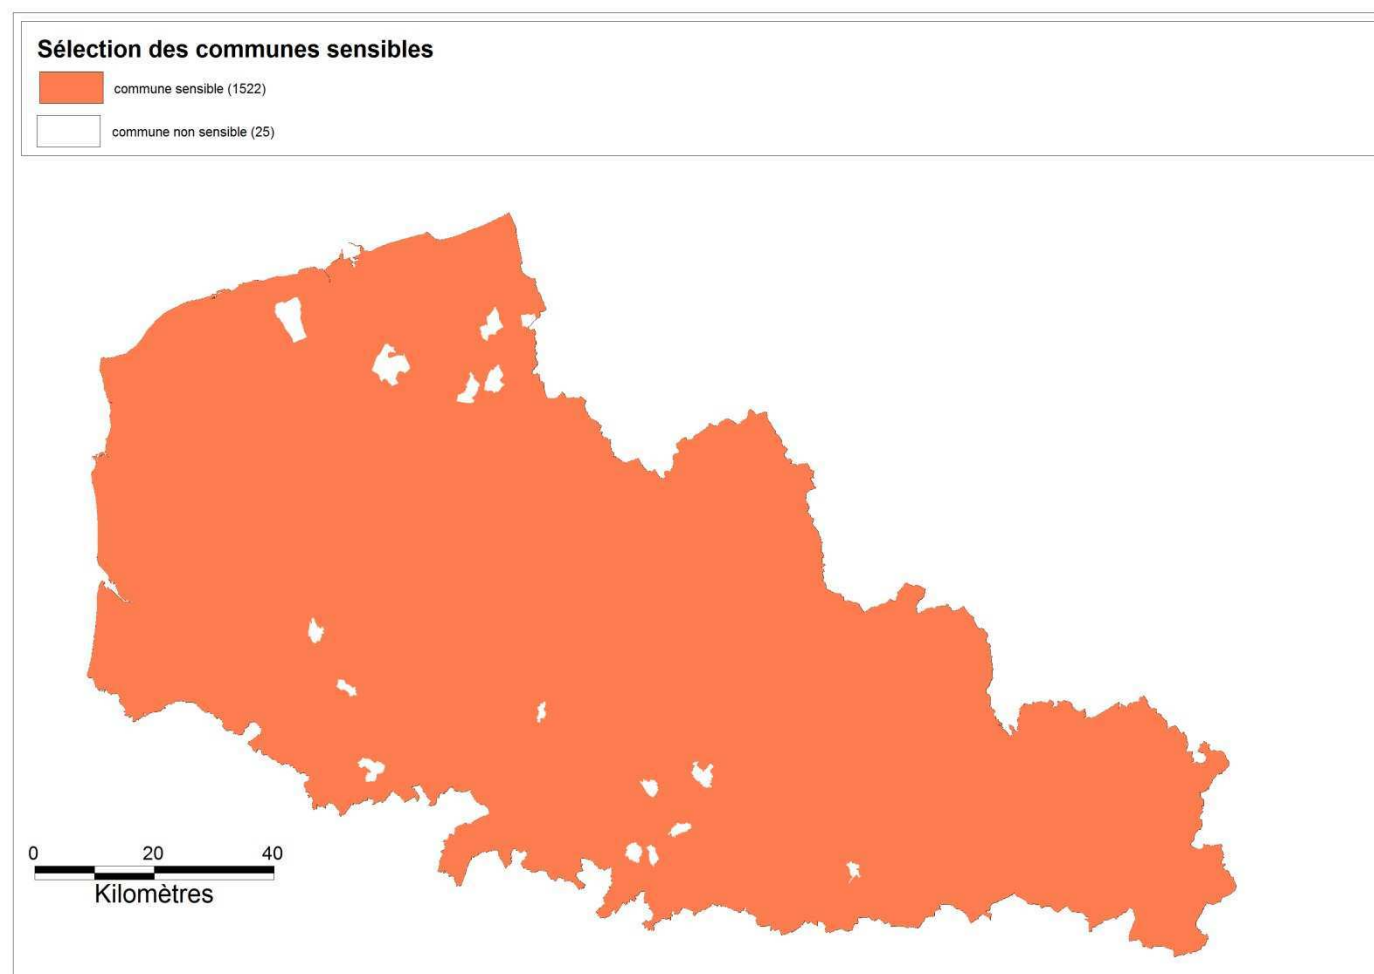 Sélection des communes sensibles
commune sensible (1522)
commune non sensible (25)
0 20 40
Kilomètres